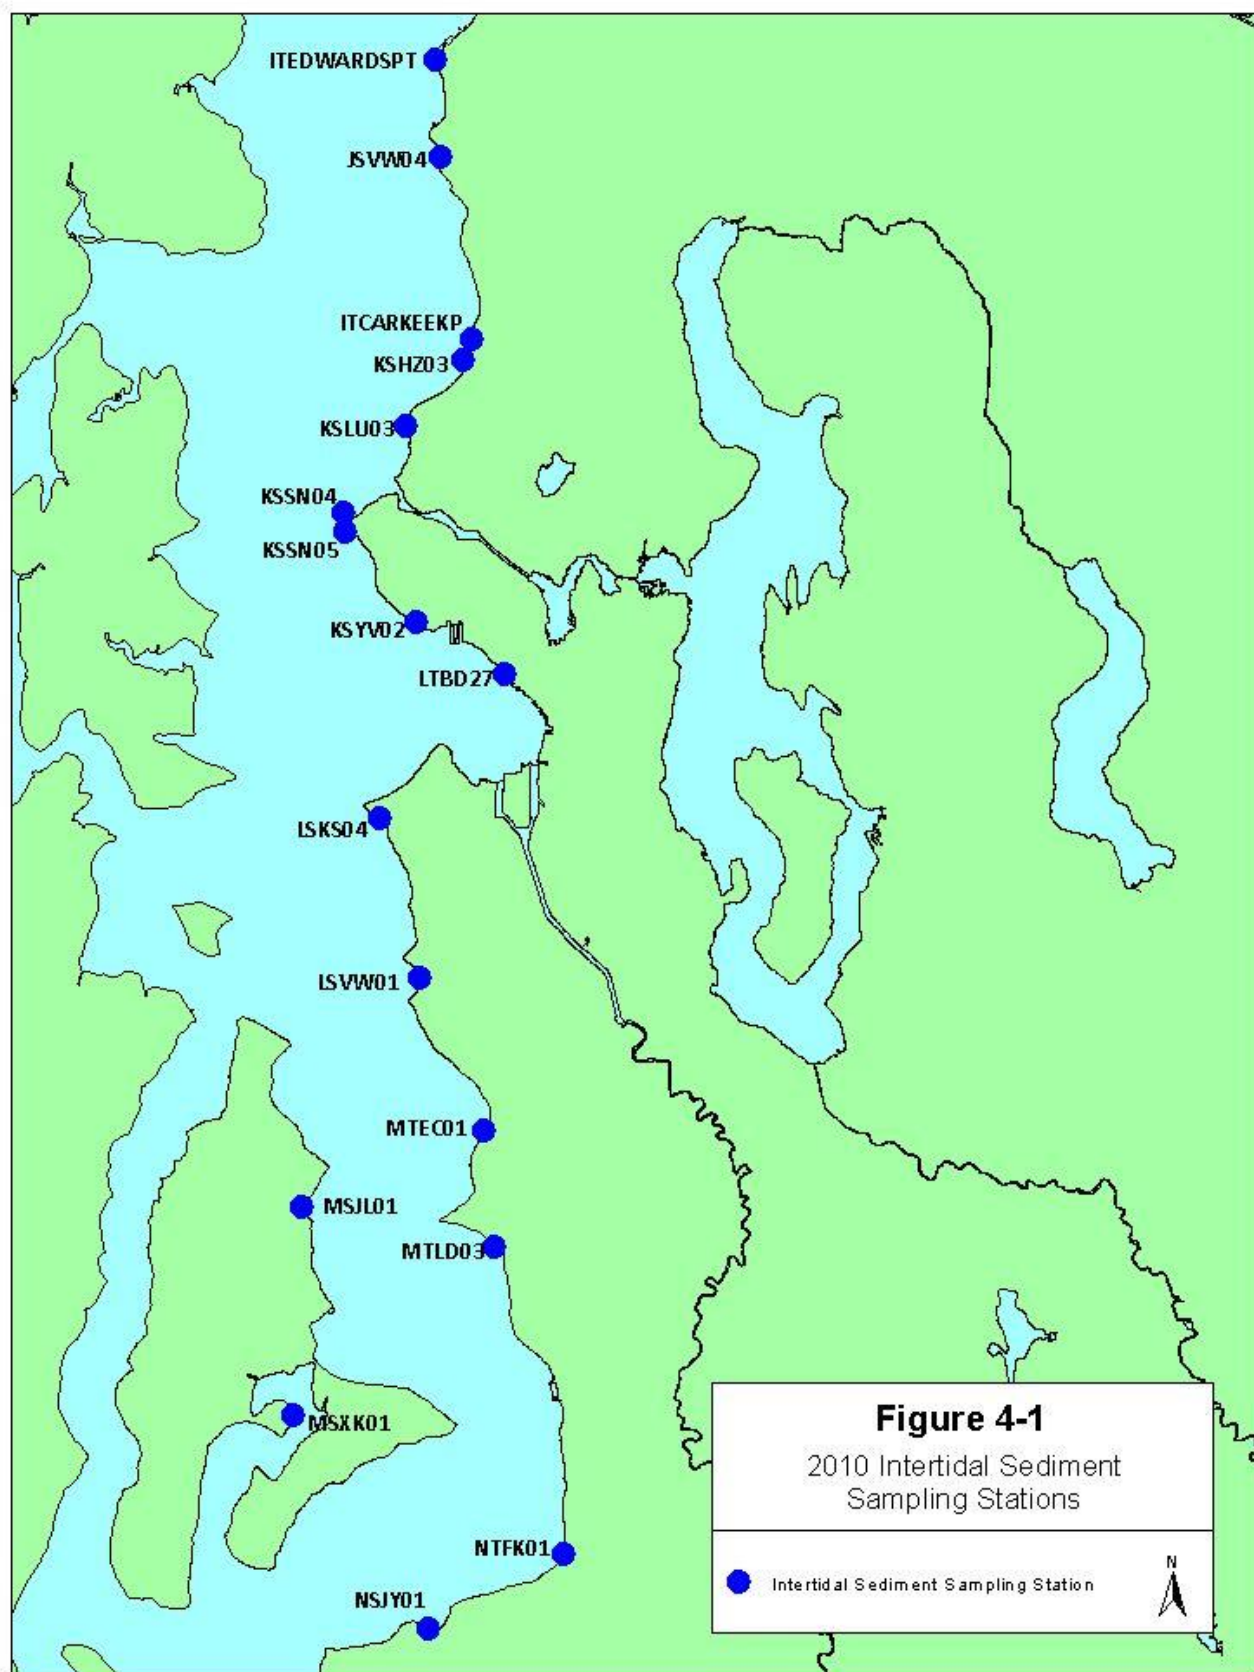 ITEDWARDSPT
JSVW04
ITCARKEEKP
KSHZ03
KSLU03
KSSN04
KSSN05
KSYV02
LTBD27
LSKS04
LSVW01
MTEC01
MSJL01
MTLD03
MSXK01
NTFK01
NSJY01
Figure 4-1
2010 Intertidal Sediment
Sampling Stations
N
Intertidal Sediment Sampling Station